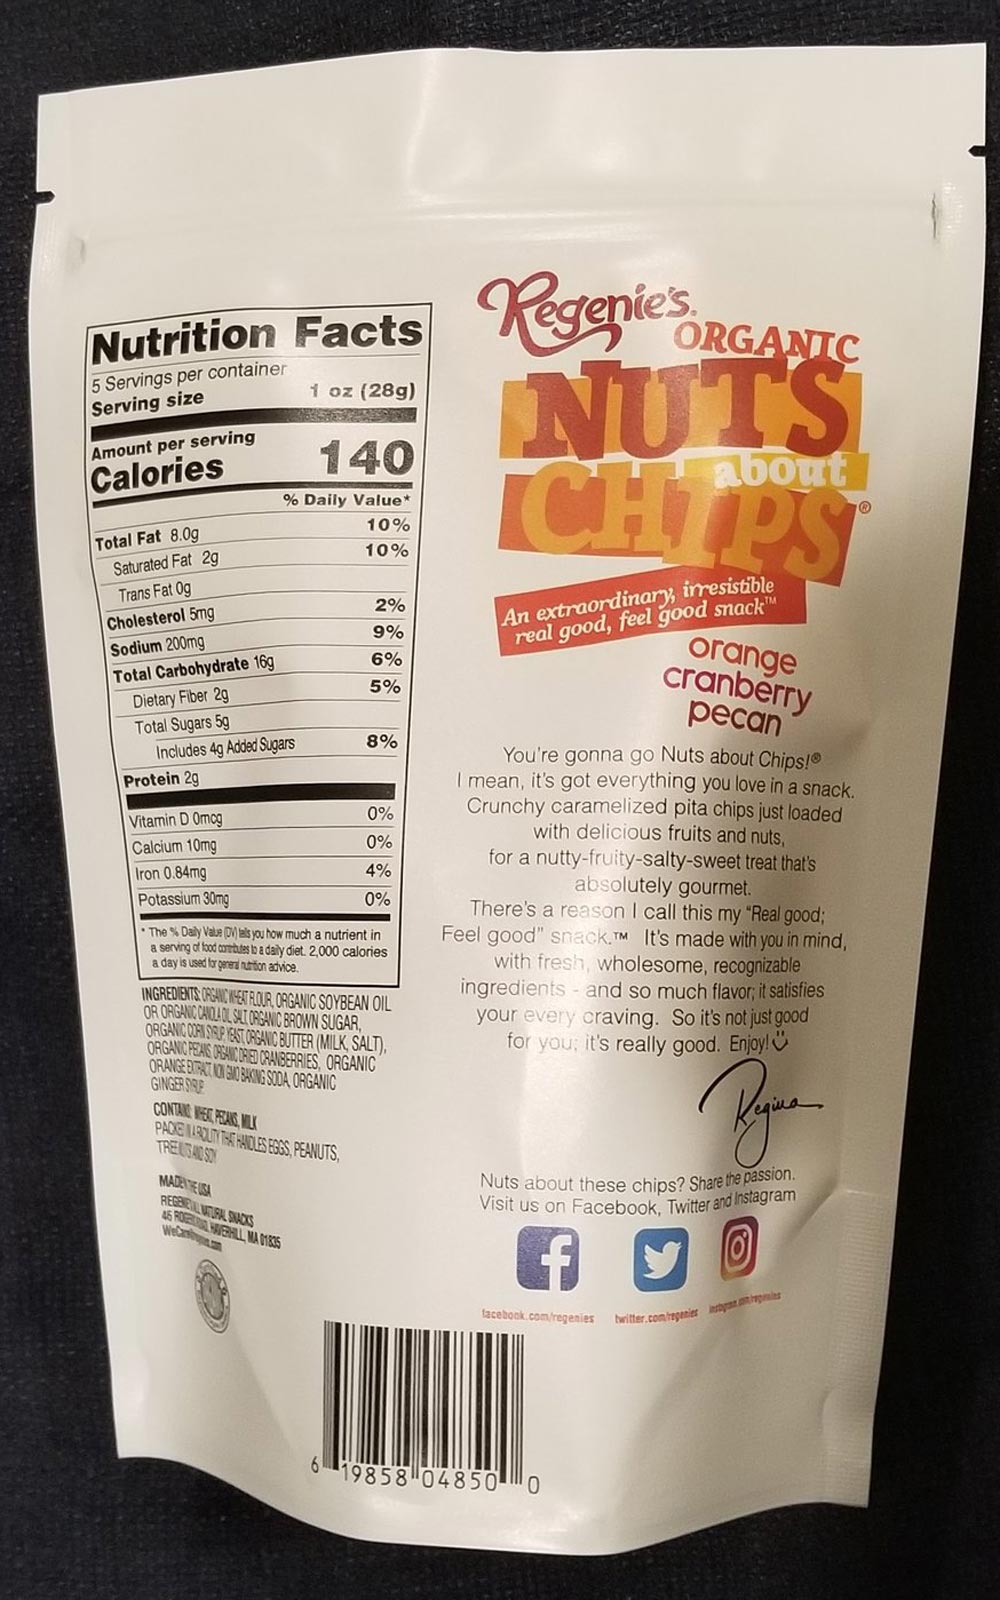 Nutrition Facts
5 Servings per container
Serving size 1 oz (28g)
Amount per serving
Calories 140
% Daily Value*
Total Fat 8.0g 10%
Saturated Fat 2g 10%
Trans Fat 0g
Cholesterol 5mg 2%
Sodium 200mg 9%
Total Carbohydrate 16g 6%
Dietary Fiber 2g 5%
Total Sugars 5g
Includes 4g Added Sugars 8%
Protein 2g
Vitamin D 0mcg 0%
Calcium 10mg 0%
Iron 0.84mg 4%
Potassium 30mg 0%
* The % Daily Value (DV) tells you how much a nutrient in
a serving of food contributes to a daily diet. 2,000 calories
a day is used for general nutrition advice.
INGREDIENTS: ORGANIC WHEAT FLOUR, ORGANIC SOYBEAN OIL
OR ORGANIC CANOLA OIL, SALT, ORGANIC BROWN SUGAR,
ORGANIC CORN SYRUP, YEAST, ORGANIC BUTTER (MILK, SALT),
ORGANIC PECANS, ORGANIC DRIED CRANBERRIES, ORGANIC
ORANGE EXTRACT, NON GMO BAKING SODA, ORGANIC
GINGER SYRUP
CONTAINS: WHEAT, PECANS, MILK
PACKED IN A FACILITY THAT HANDLES EGGS, PEANUTS,
TREE NUTS AND SOY
MADE IN THE USA
NATURAL SNACKS
HAVERHILL, MA 01835
6 19858 04850 0
Regenie's.
ORGANIC
NUTS
about
CHIPS®
An extraordinary, irresistible
real good, feel good snack™
orange
cranberry
pecan
You're gonna go Nuts about Chips!®
I mean, it's got everything you love in a snack.
Crunchy caramelized pita chips just loaded
with delicious fruits and nuts,
for a nutty-fruity-salty-sweet treat that's
absolutely gourmet.
There's a reason I call this my "Real good;
Feel good" snack.™ It's made with you in mind,
with fresh, wholesome, recognizable
ingredients - and so much flavor; it satisfies
your every craving. So it's not just good
for you; it's really good. Enjoy!
Regina
Nuts about these chips? Share the passion.
Visit us on Facebook, Twitter and Instagram
facebook.com/regenies twitter.com/regenies instagram.com/regenies